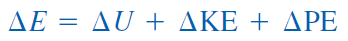 ΔE = ΔU + ΔKE + ΔPE